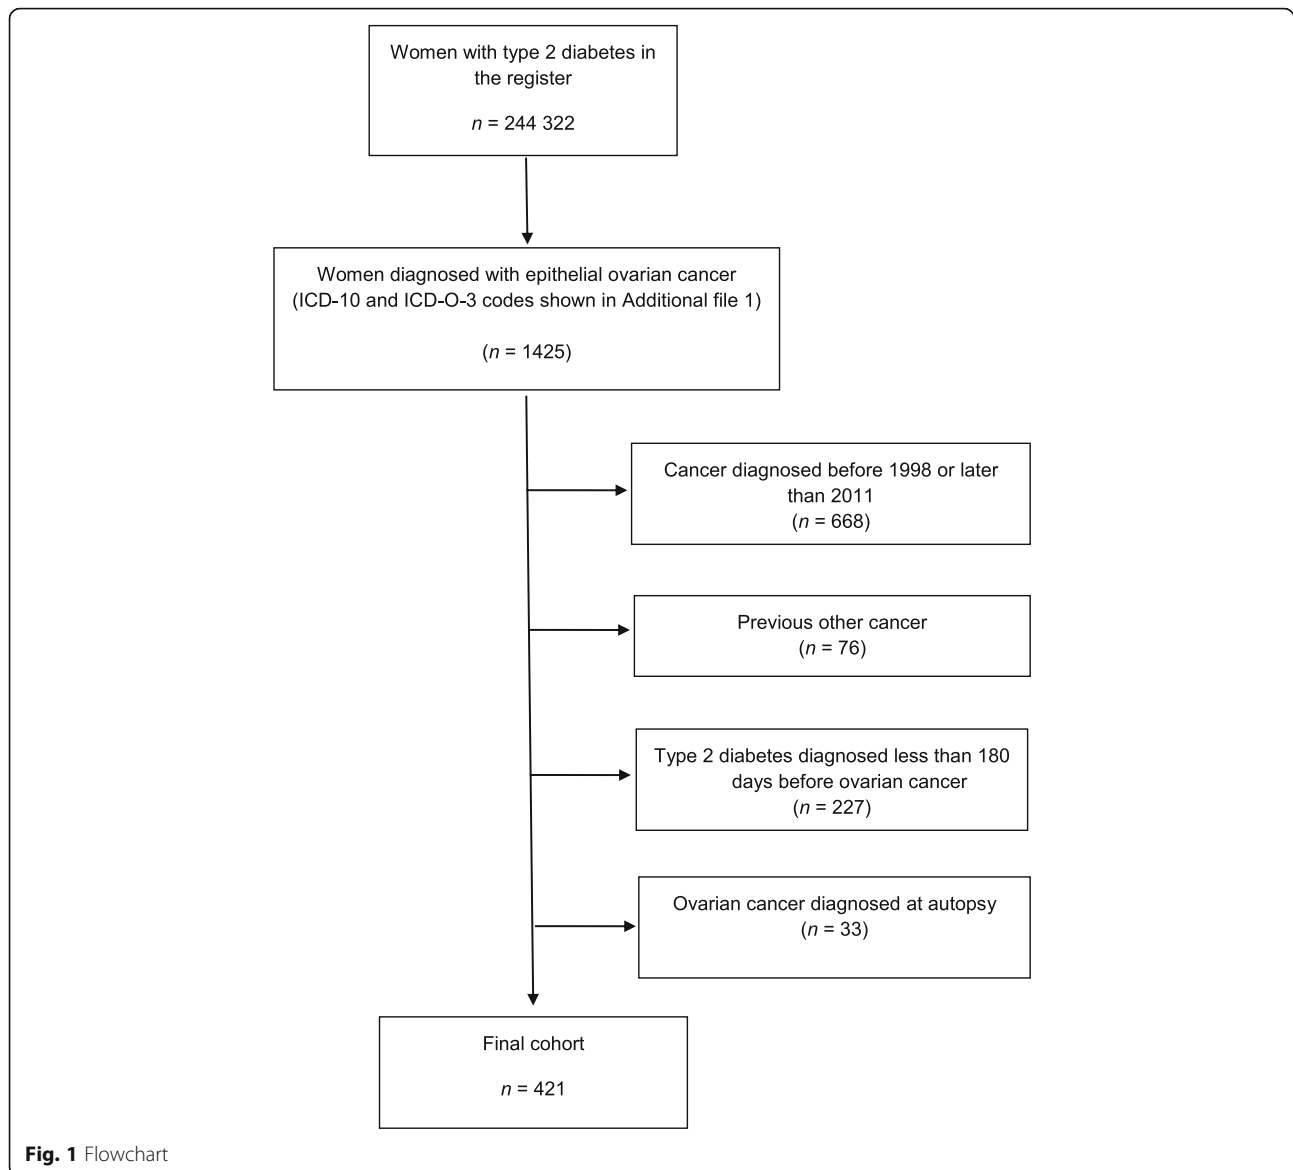 Women with type 2 diabetes in
the register
n = 244 322
Women diagnosed with epithelial ovarian cancer
(ICD-10 and ICD-O-3 codes shown in Additional file 1)
(n = 1425)
Cancer diagnosed before 1998 or later
than 2011
(n = 668)
Previous other cancer
(n = 76)
Type 2 diabetes diagnosed less than 180
days before ovarian cancer
(n = 227)
Ovarian cancer diagnosed at autopsy
(n = 33)
Final cohort
n = 421
Fig. 1 Flowchart